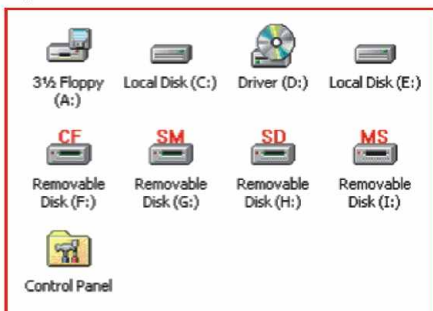 3½ Floppy Local Disk (C:) Driver (D:) Local Disk (E:)
(A:)
CF SM SD MS
Removable Removable Removable Removable
Disk (F:) Disk (G:) Disk (H:) Disk (I:)
Control Panel